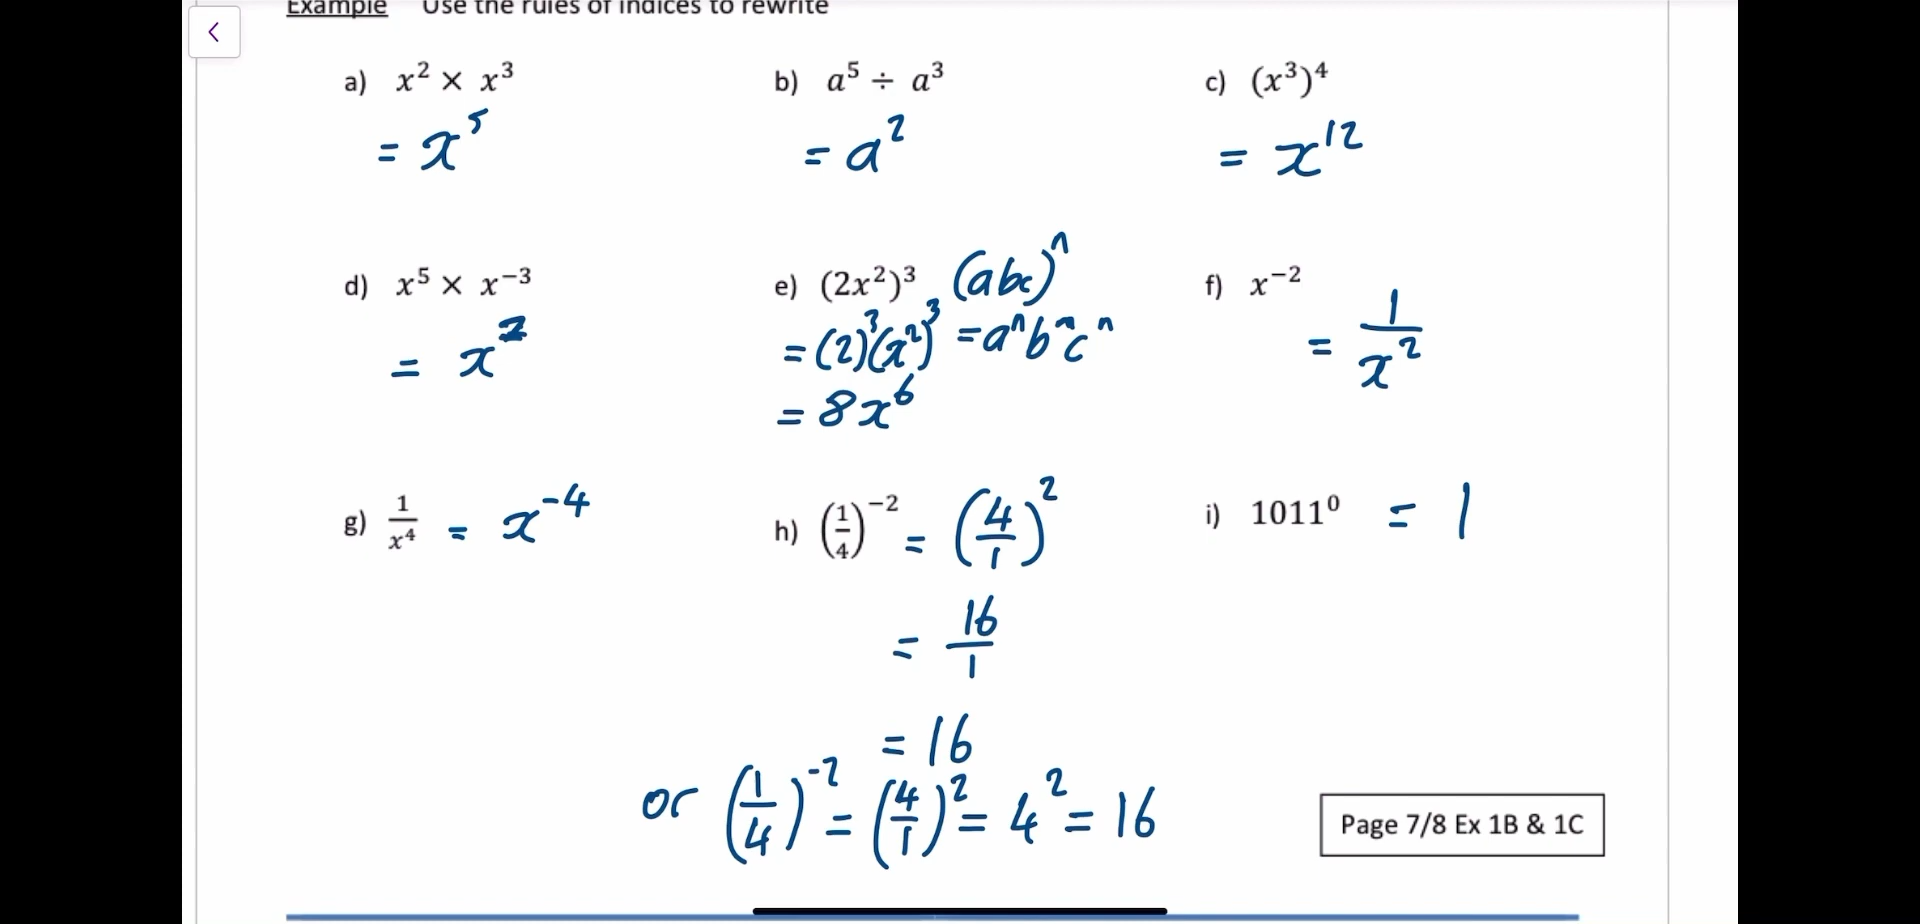 Example Use the rules of indices to rewrite
a) x² × x³
= x⁵
b) a⁵ ÷ a³
= a²
c) (x³)⁴
= x¹²
d) x⁵ × x⁻³
= x²
e) (2x²)³ (abc)ⁿ
= (2)³(x²)³ = aⁿbⁿcⁿ
= 8x⁶
f) x⁻²
= 1/x²
g) 1/x⁴ = x⁻⁴
h) (1/4)⁻² = (4/1)²
= 16/1
= 16
or (1/4)⁻² = (4/1)² = 4² = 16
i) 1011⁰ = 1
Page 7/8 Ex 1B & 1C